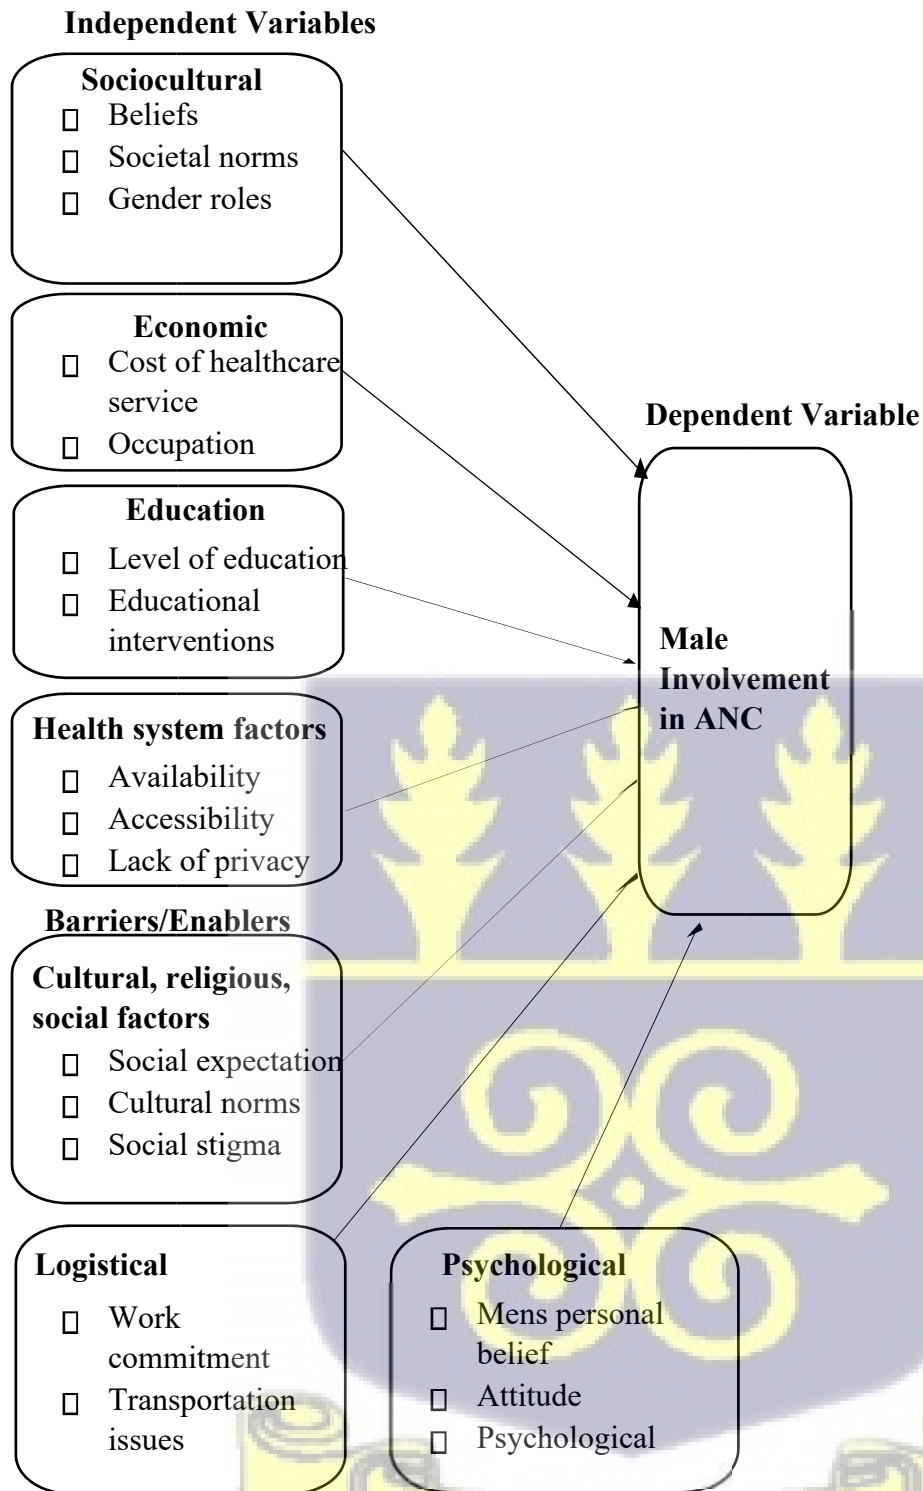 Independent Variables
Sociocultural
Beliefs
Societal norms
Gender roles
Economic
Cost of healthcare
service
Occupation
Education
Level of education
Educational
interventions
Health system factors
Availability
Accessibility
Lack of privacy
Barriers/Enablers
Cultural, religious,
social factors
Social expectation
Cultural norms
Social stigma
Logistical
Work
commitment
Transportation
issues
Psychological
Mens personal
belief
Attitude
Psychological
Dependent Variable
Male
Involvement
in ANC